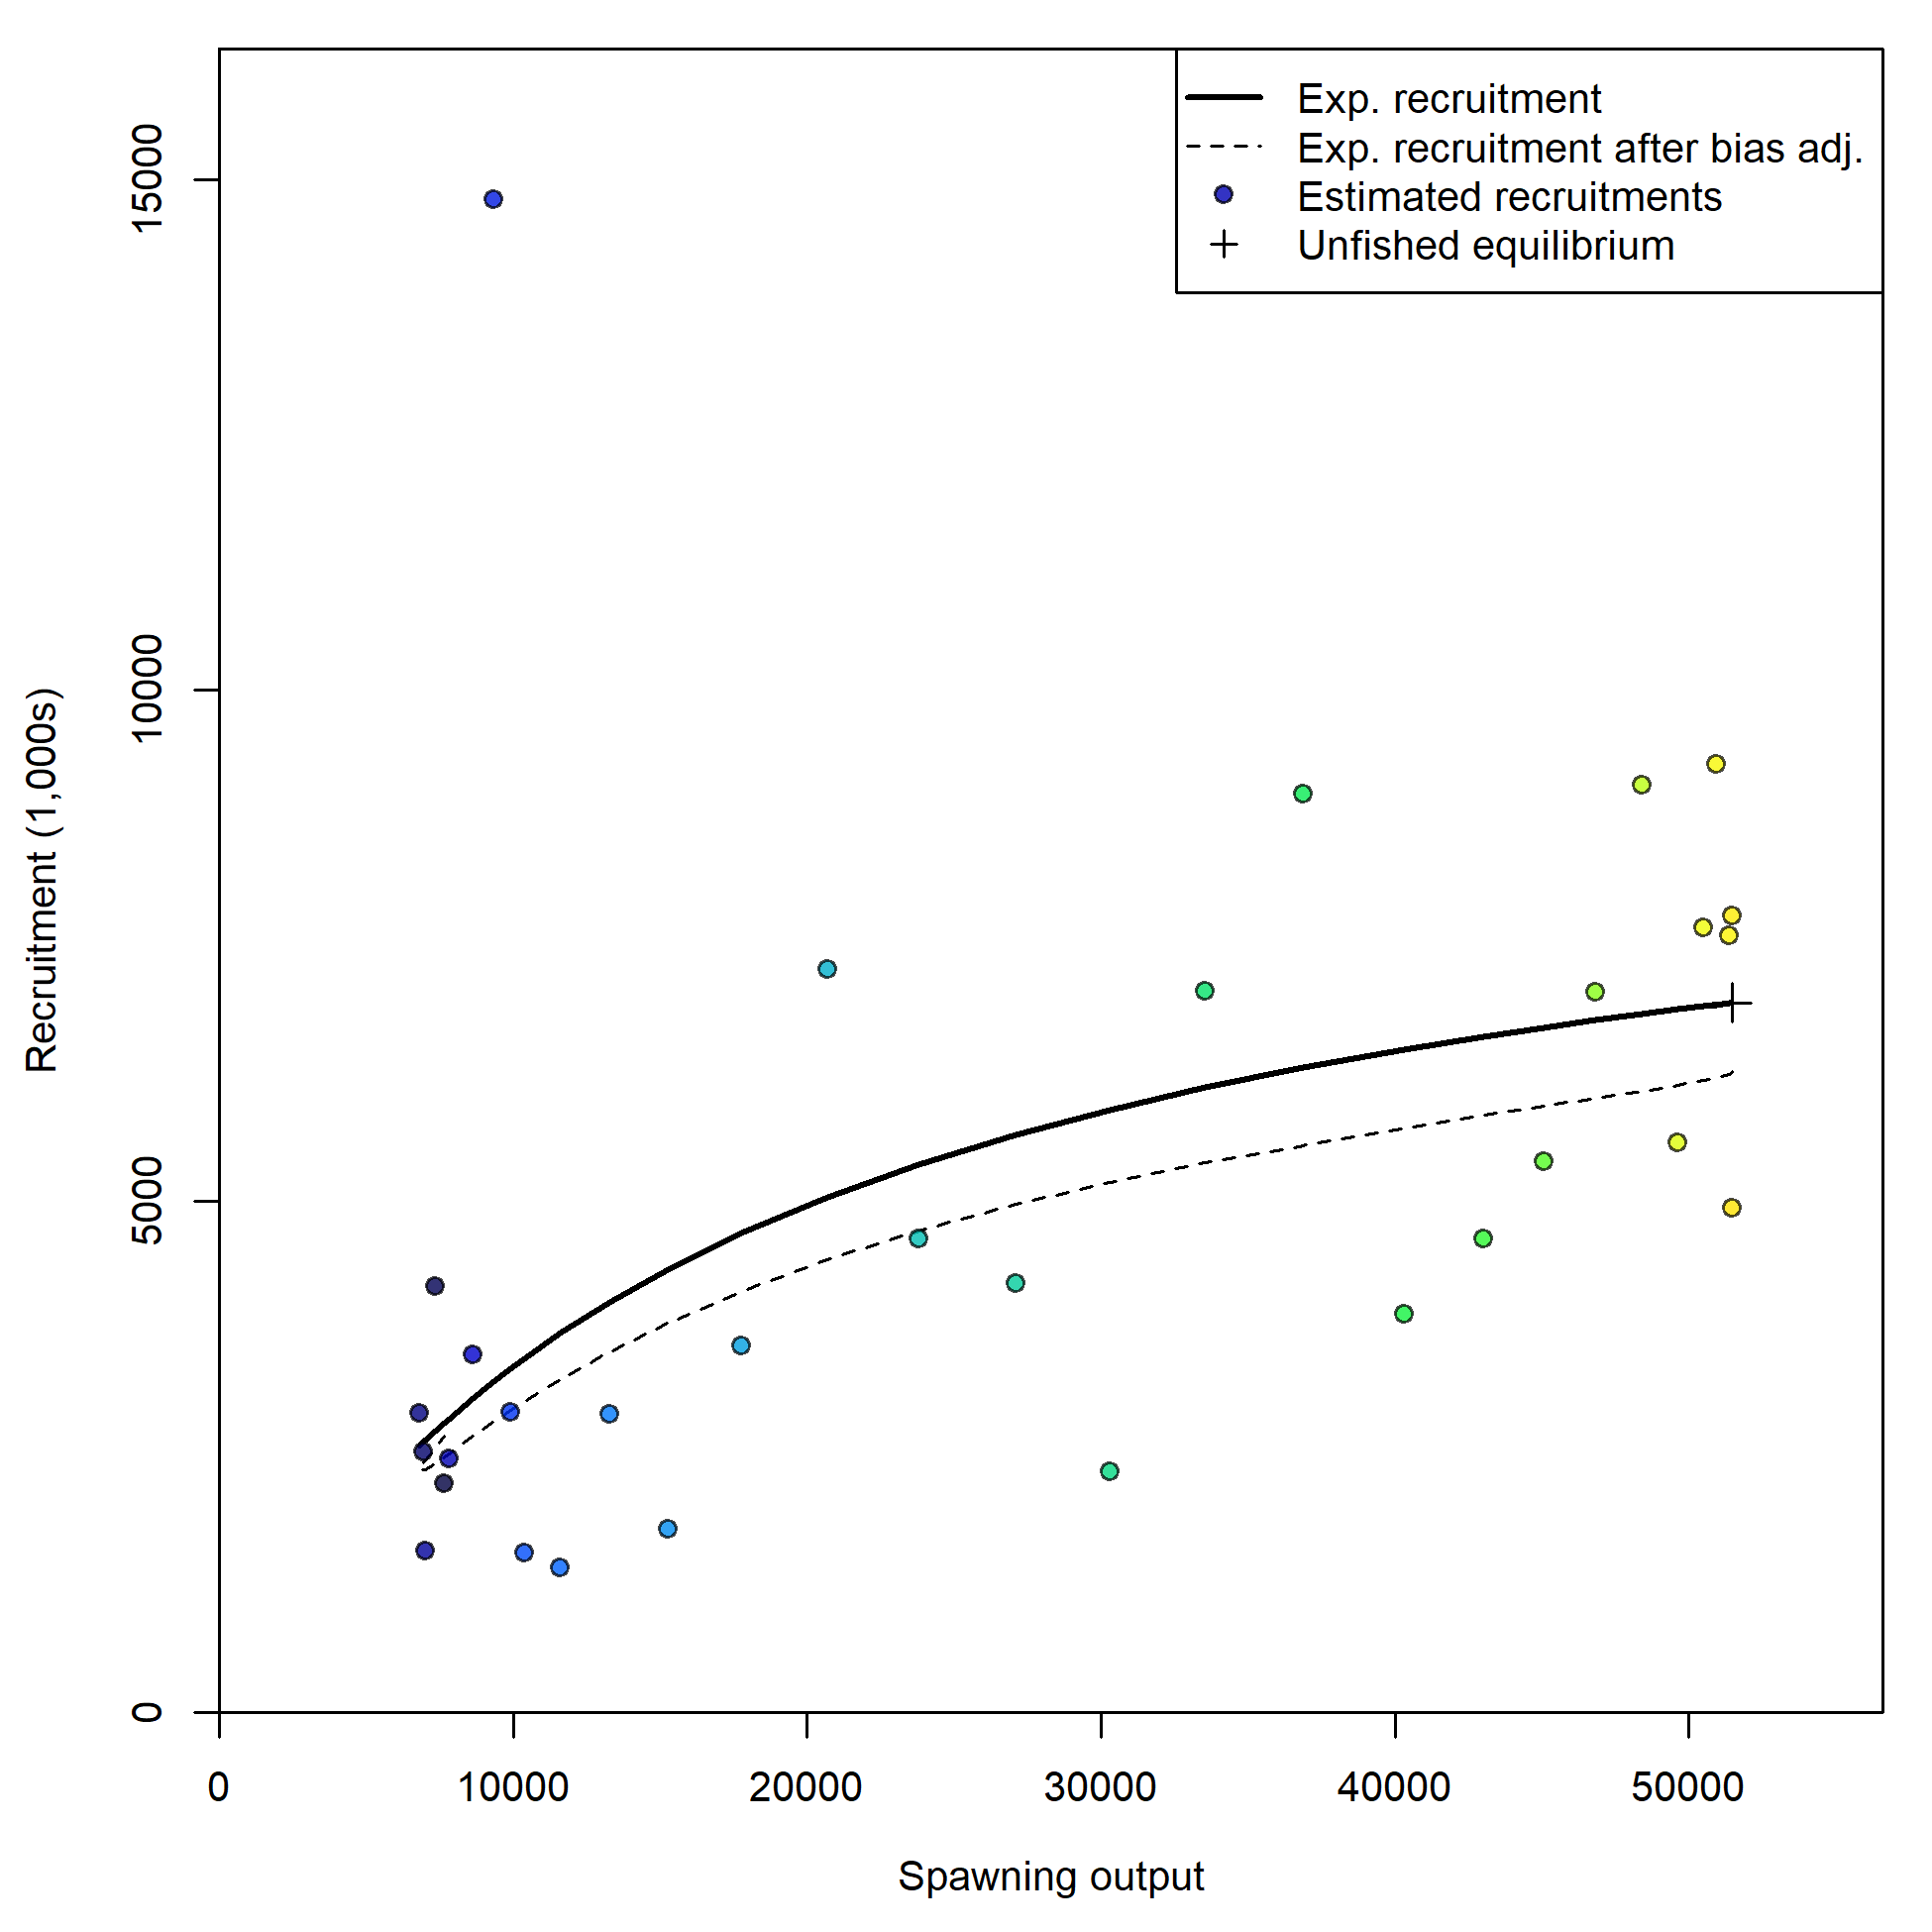 Exp. recruitment
Exp. recruitment after bias adj.
Estimated recruitments
Unfished equilibrium
15000
10000
5000
0
Recruitment (1,000s)
0 10000 20000 30000 40000 50000
Spawning output